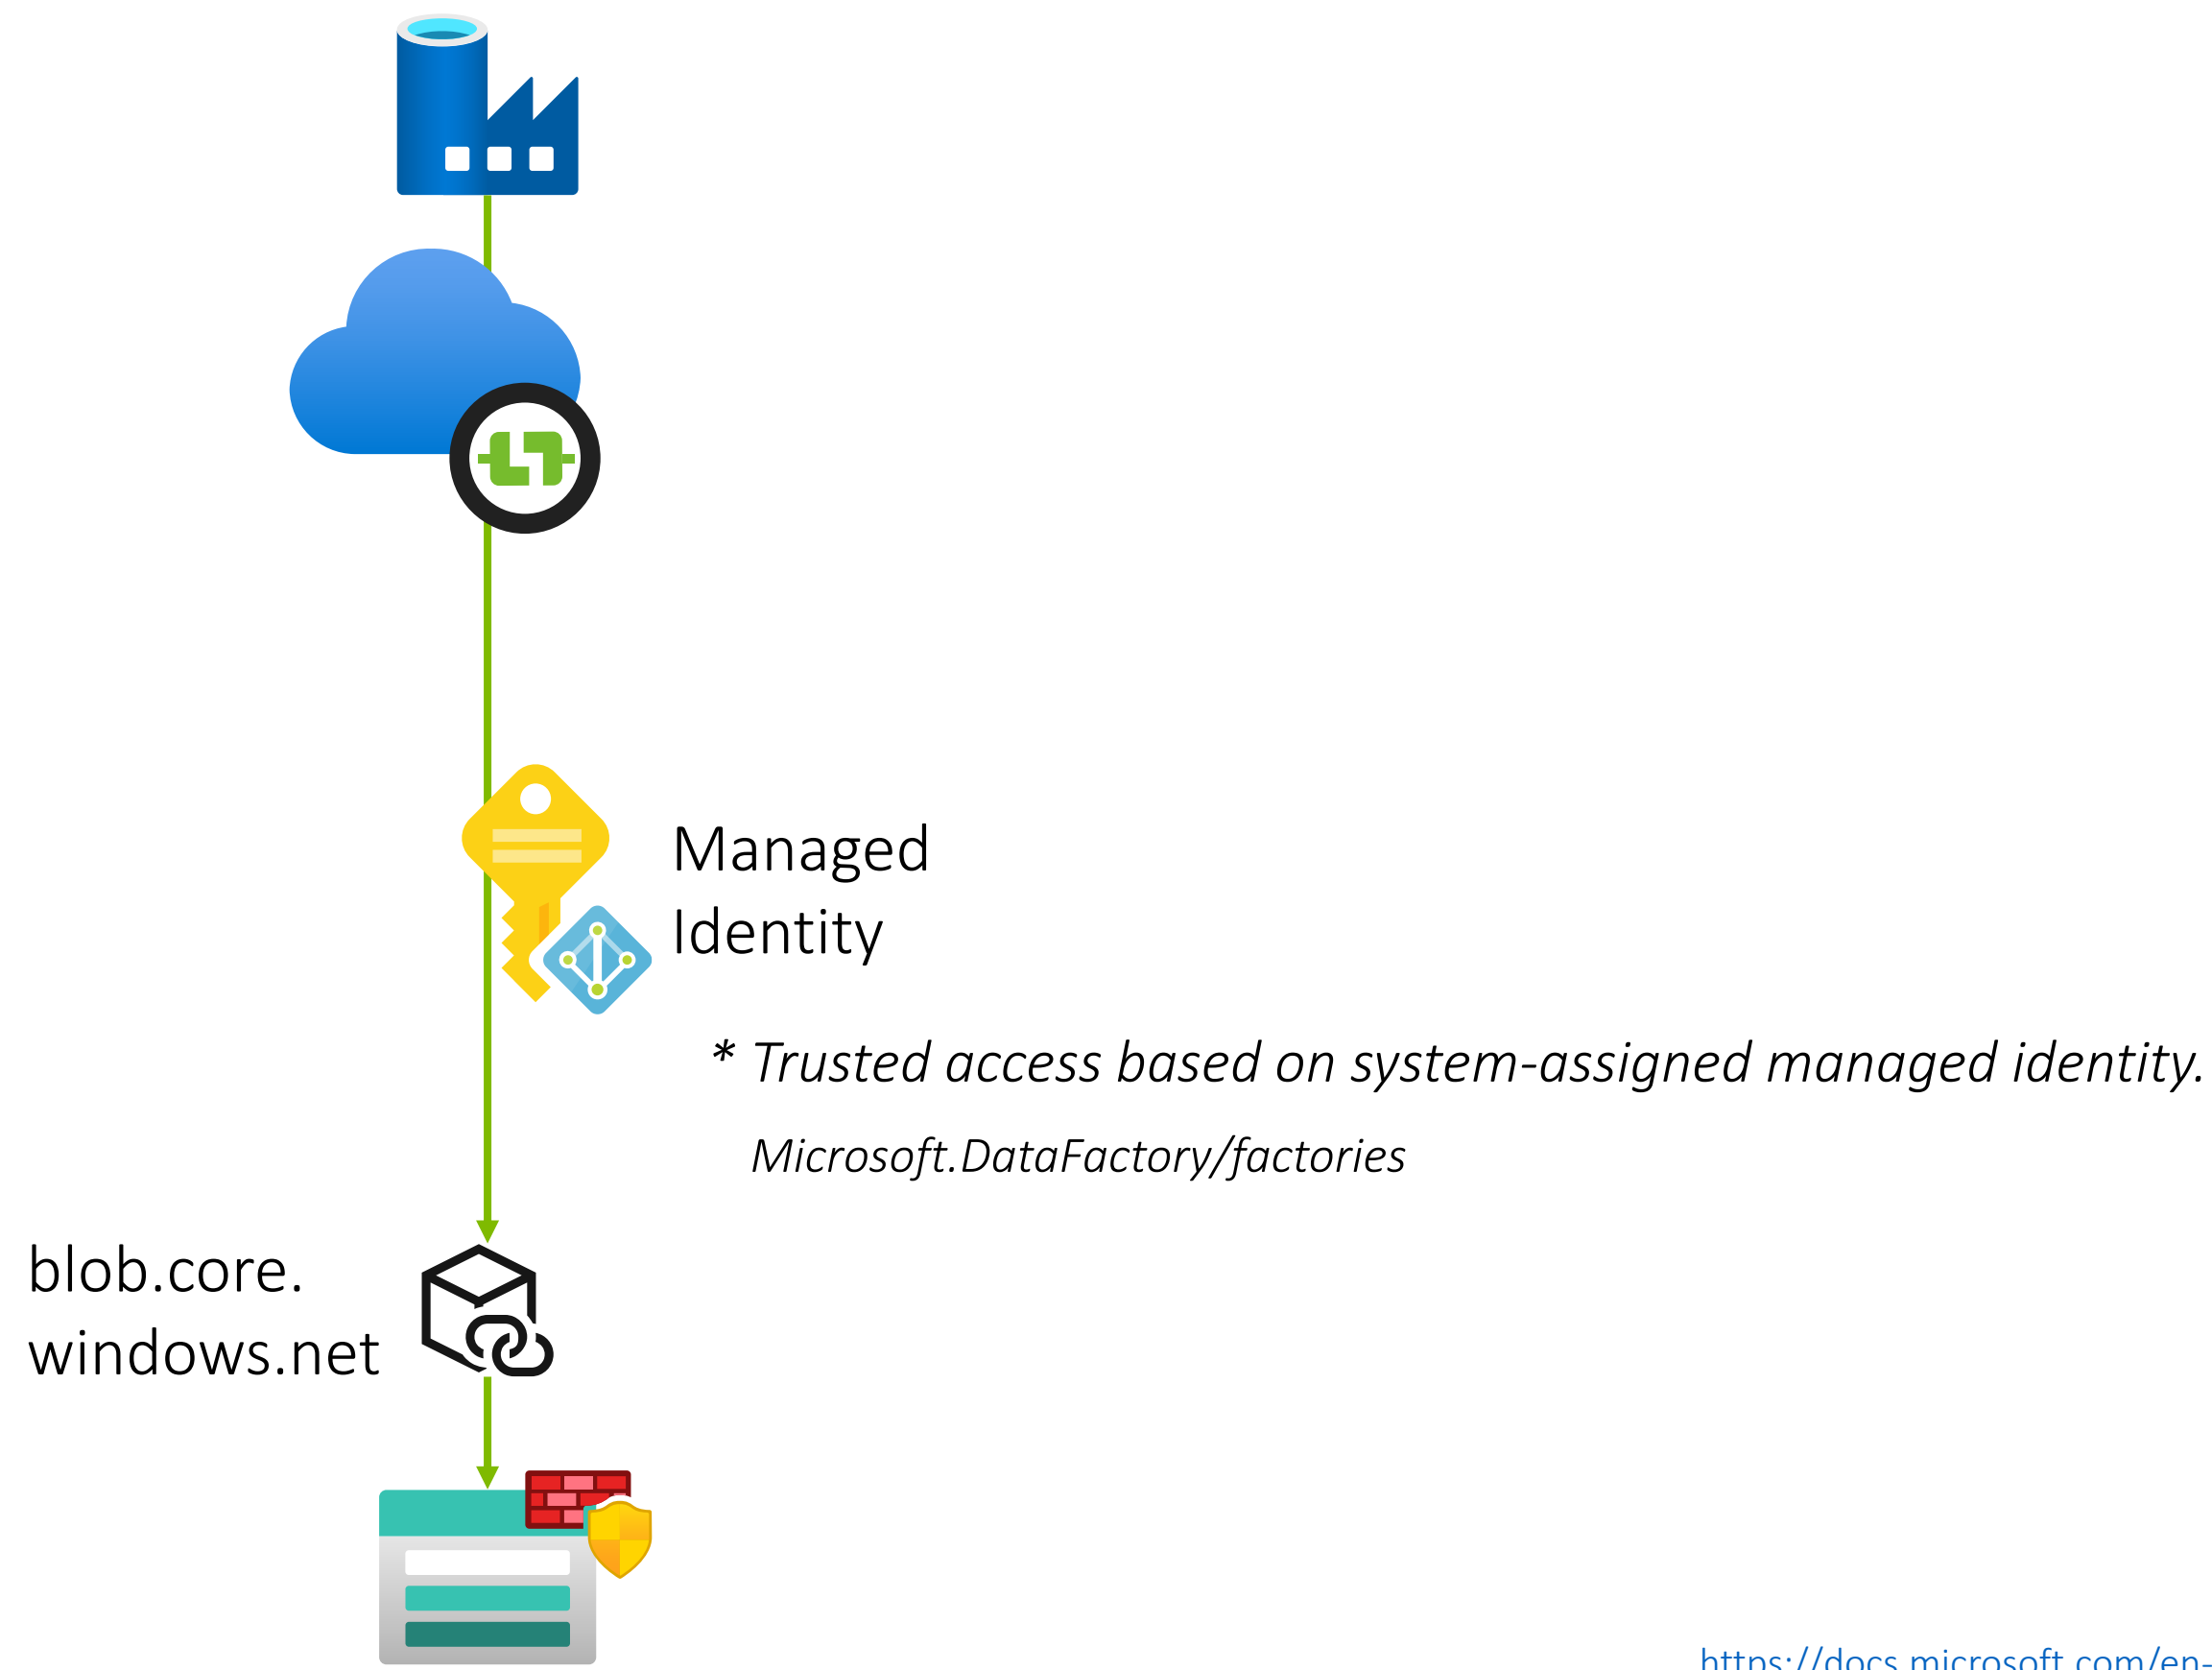 Managed
Identity
* Trusted access based on system-assigned managed identity.
Microsoft.DataFactory/factories
blob.core.
windows.net
https://docs.microsoft.com/en-